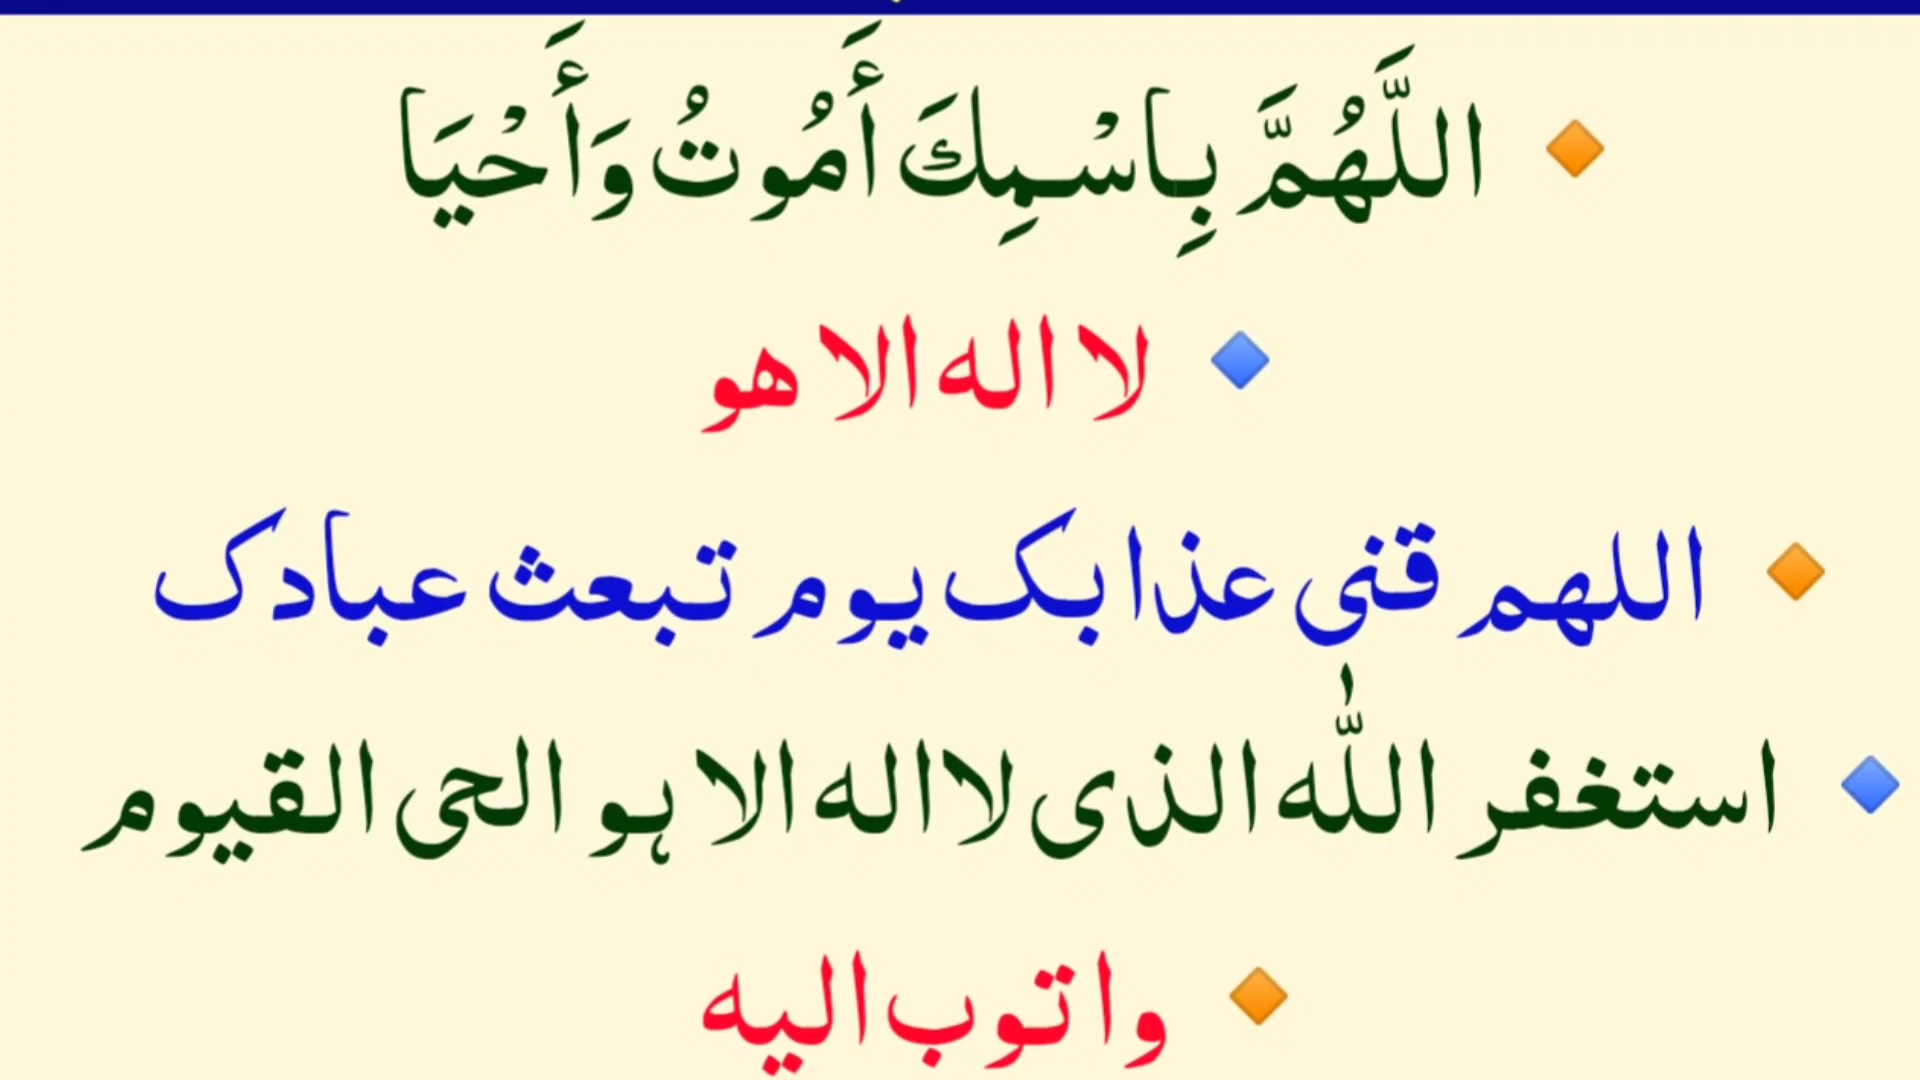 🔸 اللَّهُمَّ بِاسْمِكَ أَمُوتُ وَأَحْيَا
🔹 لا اله الا هو
🔸 اللهم قنی عذابک یوم تبعث عبادک
🔹 استغفر اللّٰه الذی لا اله الا ہو الحی القیوم
🔸 واتوب الیه